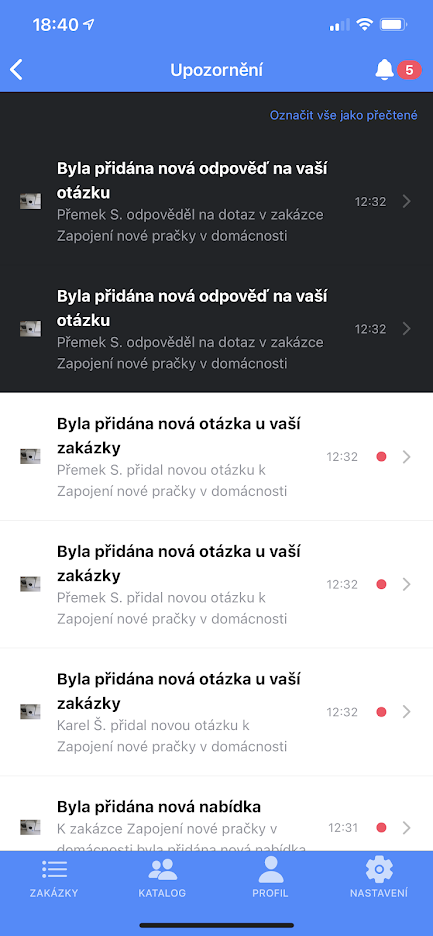 18:40
Upozornění
5
Označit vše jako přečtené
Byla přidána nová odpověď na vaší
otázku
12:32
Přemek S. odpověděl na dotaz v zakázce
Zapojení nové pračky v domácnosti
Byla přidána nová odpověď na vaší
otázku
12:32
Přemek S. odpověděl na dotaz v zakázce
Zapojení nové pračky v domácnosti
Byla přidána nová otázka u vaší
zakázky
12:32
Přemek S. přidal novou otázku k
Zapojení nové pračky v domácnosti
Byla přidána nová otázka u vaší
zakázky
12:32
Přemek S. přidal novou otázku k
Zapojení nové pračky v domácnosti
Byla přidána nová otázka u vaší
zakázky
12:32
Karel Š. přidal novou otázku k
Zapojení nové pračky v domácnosti
Byla přidána nová nabídka
12:31
K zakázce Zapojení nové pračky v
domácnosti byla přidána nová nabídka
ZAKÁZKY
KATALOG
PROFIL
NASTAVENÍ